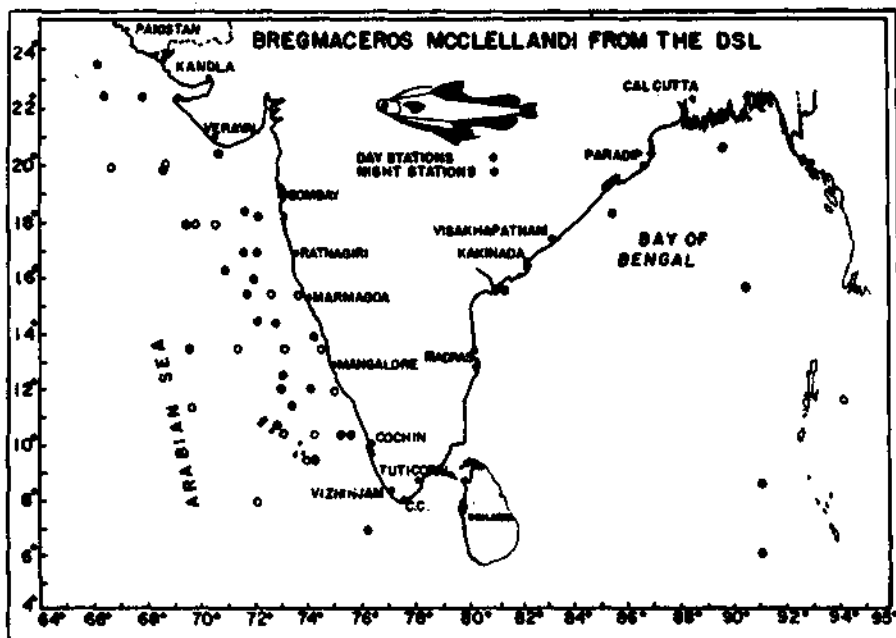 BREGMACEROS MCCLELLANDI FROM THE DSL
PAKISTAN
KANDLA
VERAVAL
CALCUTTA
DAY STATIONS
NIGHT STATIONS
PARADIP
BOMBAY
VISAKHAPATNAM
KAKINADA
BAY OF
BENGAL
RATNAGIRI
MARMAGOA
MANGALORE
MADRAS
ARABIAN SEA
COCHIN
TUTICORIN
VIZHINJAM
C.C.
24°
22°
20°
18°
16°
14°
12°
10°
8°
6°
4°
64° 66° 68° 70° 72° 74° 76° 78° 80° 82° 84° 86° 88° 90° 92° 94° 96°